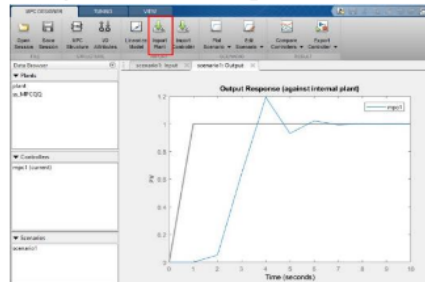 MPC DESIGNER TUNING VIEW
Open Session
Save Session
MPC Structure
I/O Attributes
Linearize Model
Import Plant
Import Controller
Plot Scenario
Edit Scenario
Compare Controllers
Export Controller
Data Browser
scenario1: Input
scenario1: Output
Plants
plant
Controllers
mpc1 (current)
Scenarios
scenario1
Output Response (against internal plant)
mpc1
1.2
1
0.8
0.6
0.4
0.2
0
0 1 2 3 4 5 6 7 8 9 10
Time (seconds)